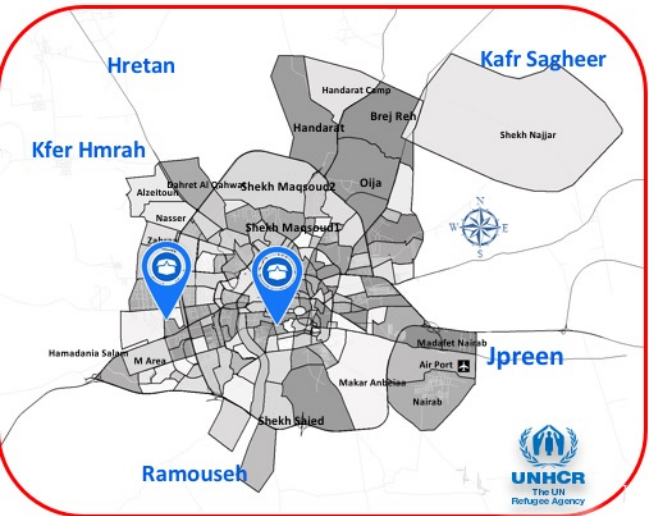 Hretan
Kafr Sagheer
Handarat Camp
Brej Reh
Handarat
Shekh Najjar
Kfer Hmrah
Dahret Al Qahwa
Shekh Maqsoud2
Oija
Alzeitoun
Nasser
Shekh Maqsoud1
N
W
E
S
Madafet Nairab
Hamadania Salam
M Area
Air Port
Jpreen
Makar Anbeiaa
Nairab
Shekh Saied
Ramouseh
UNHCR
The UN
Refugee Agency